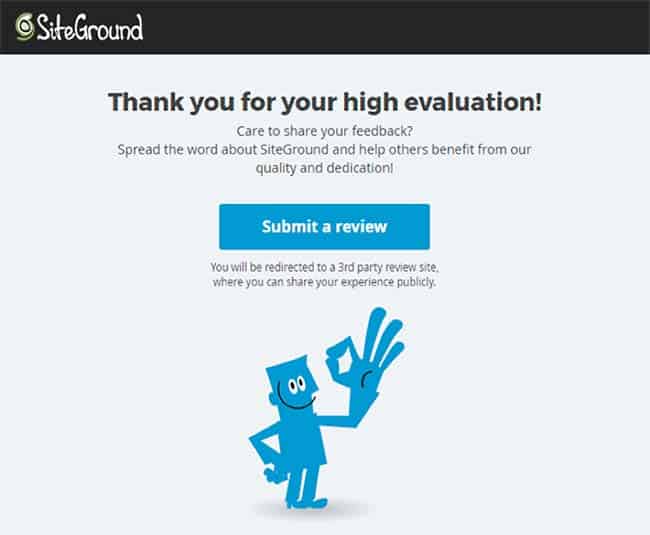 SiteGround
Thank you for your high evaluation!
Care to share your feedback?
Spread the word about SiteGround and help others benefit from our
quality and dedication!
Submit a review
You will be redirected to a 3rd party review site,
where you can share your experience publicly.